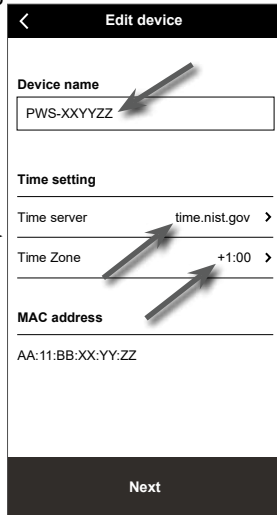 Edit device
Device name
PWS-XXYYZZ
Time setting
Time server time.nist.gov
Time Zone +1:00
MAC address
AA:11:BB:XX:YY:ZZ
Next